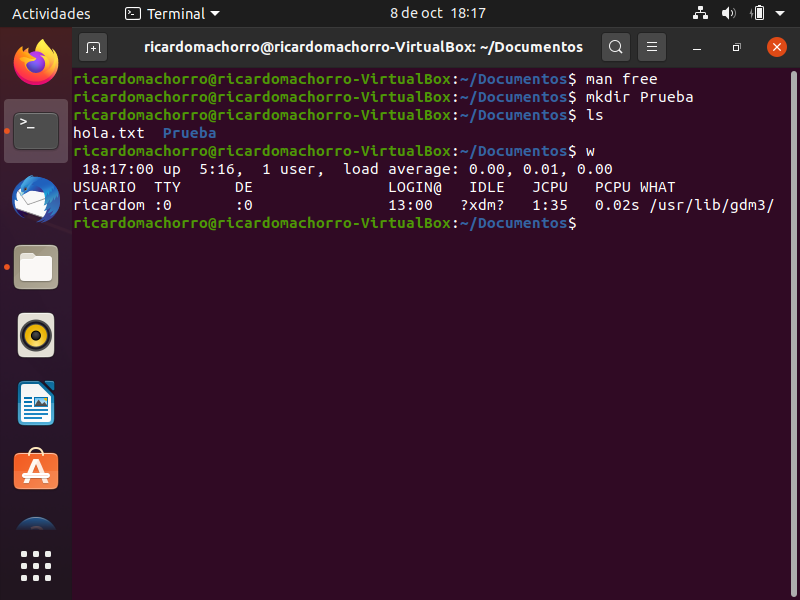 Actividades
Terminal
8 de oct 18:17
ricardomachorro@ricardomachorro-VirtualBox: ~/Documentos
ricardomachorro@ricardomachorro-VirtualBox:~/Documentos$ man free
ricardomachorro@ricardomachorro-VirtualBox:~/Documentos$ mkdir Prueba
ricardomachorro@ricardomachorro-VirtualBox:~/Documentos$ ls
hola.txt  Prueba
ricardomachorro@ricardomachorro-VirtualBox:~/Documentos$ w
 18:17:00 up  5:16,  1 user,  load average: 0.00, 0.01, 0.00
USUARIO  TTY      DE               LOGIN@   IDLE   JCPU   PCPU WHAT
ricardom :0       :0               13:00   ?xdm?   1:35   0.02s /usr/lib/gdm3/
ricardomachorro@ricardomachorro-VirtualBox:~/Documentos$